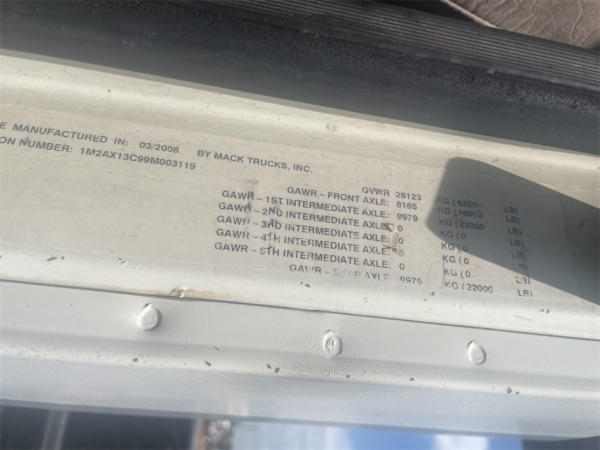 E MANUFACTURED IN: 03/2008 BY MACK TRUCKS, INC.
ON NUMBER: 1M2AX13C99M003119
GVWR 28123 KG ( 62000 LB)
GAWR - FRONT AXLE: 8165 KG ( 18000 LB)
GAWR - 1ST INTERMEDIATE AXLE: 9979 KG ( 22000 LB)
GAWR - 2ND INTERMEDIATE AXLE: 0 KG ( 0 LB)
GAWR - 3RD INTERMEDIATE AXLE: 0 KG ( 0 LB)
GAWR - 4TH INTERMEDIATE AXLE: 0 KG ( 0 LB)
GAWR - 5TH INTERMEDIATE AXLE: 0 KG ( 0 LB)
GAWR - AXLE: 9979 KG ( 22000 LB)